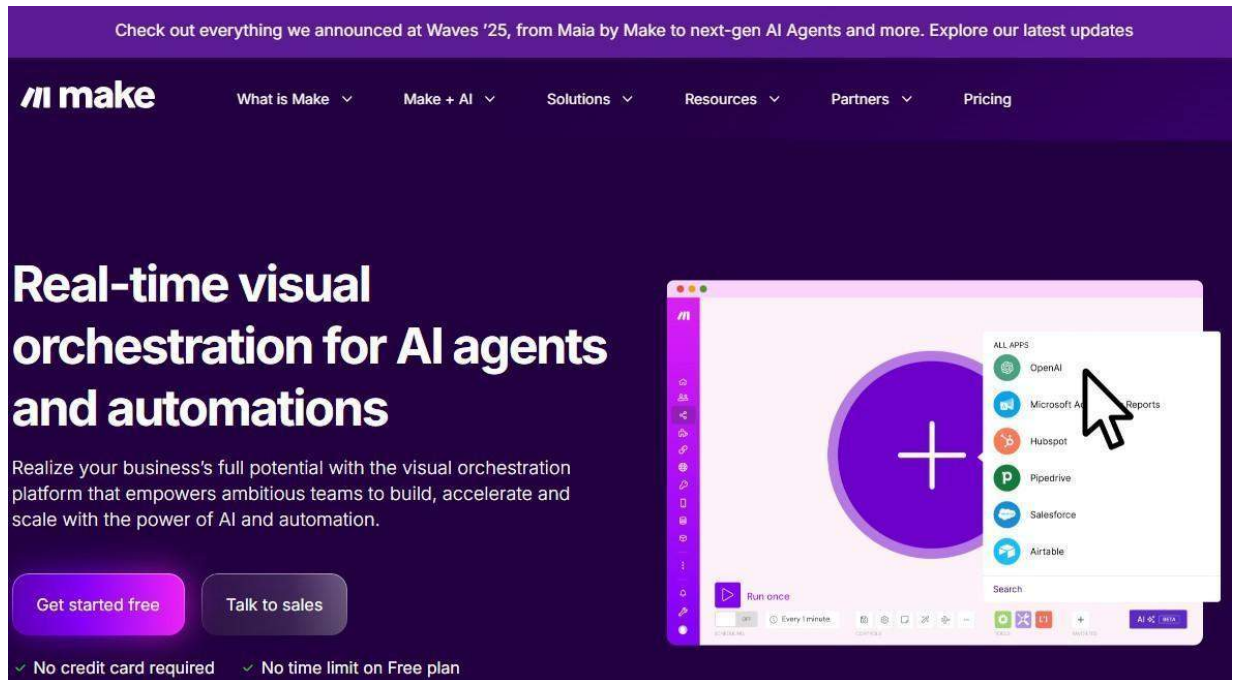 Check out everything we announced at Waves '25, from Maia by Make to next-gen AI Agents and more. Explore our latest updates
make
What is Make
Make + AI
Solutions
Resources
Partners
Pricing
Real-time visual
orchestration for AI agents
and automations
Realize your business's full potential with the visual orchestration
platform that empowers ambitious teams to build, accelerate and
scale with the power of AI and automation.
Get started free
Talk to sales
No credit card required
No time limit on Free plan
ALL APPS
OpenAI
Microsoft Reports
Hubspot
Pipedrive
Salesforce
Airtable
Search
Run once
Every 1 minute
AI BETA